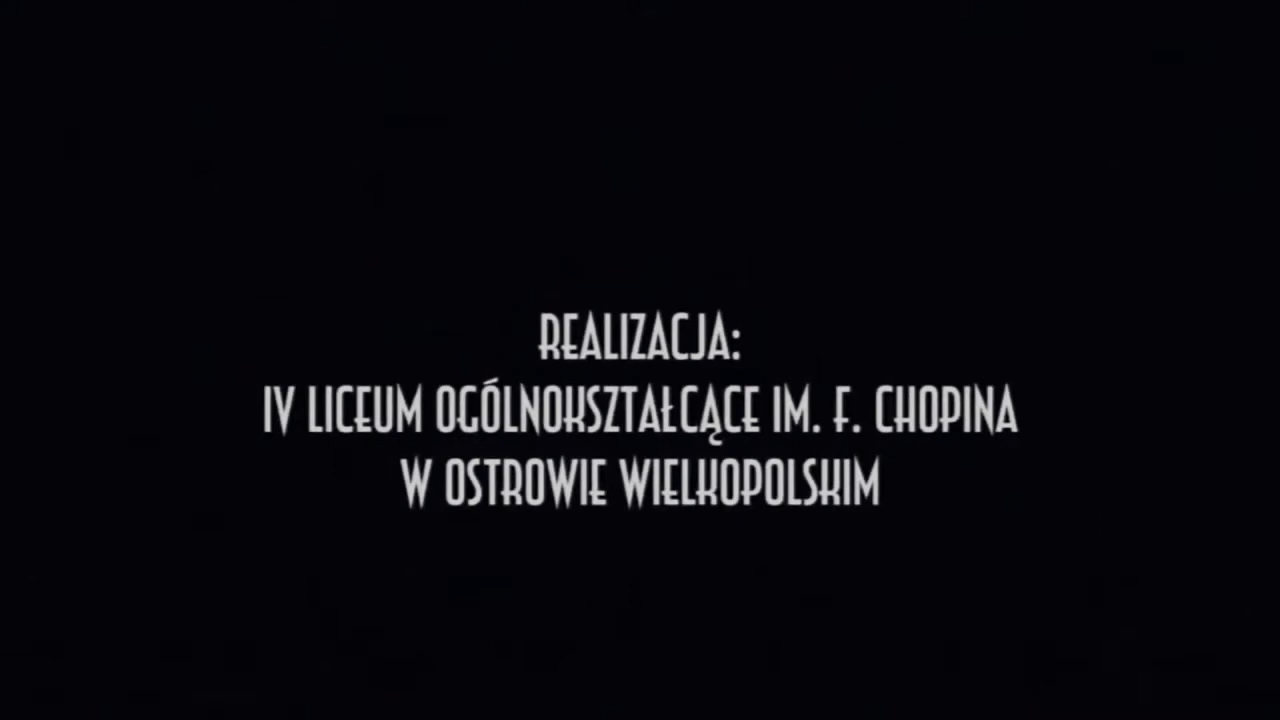 REALIZACJA:
IV LICEUM OGÓLNOKSZTAŁCĄCE IM. F. CHOPINA
W OSTROWIE WIELKOPOLSKIM